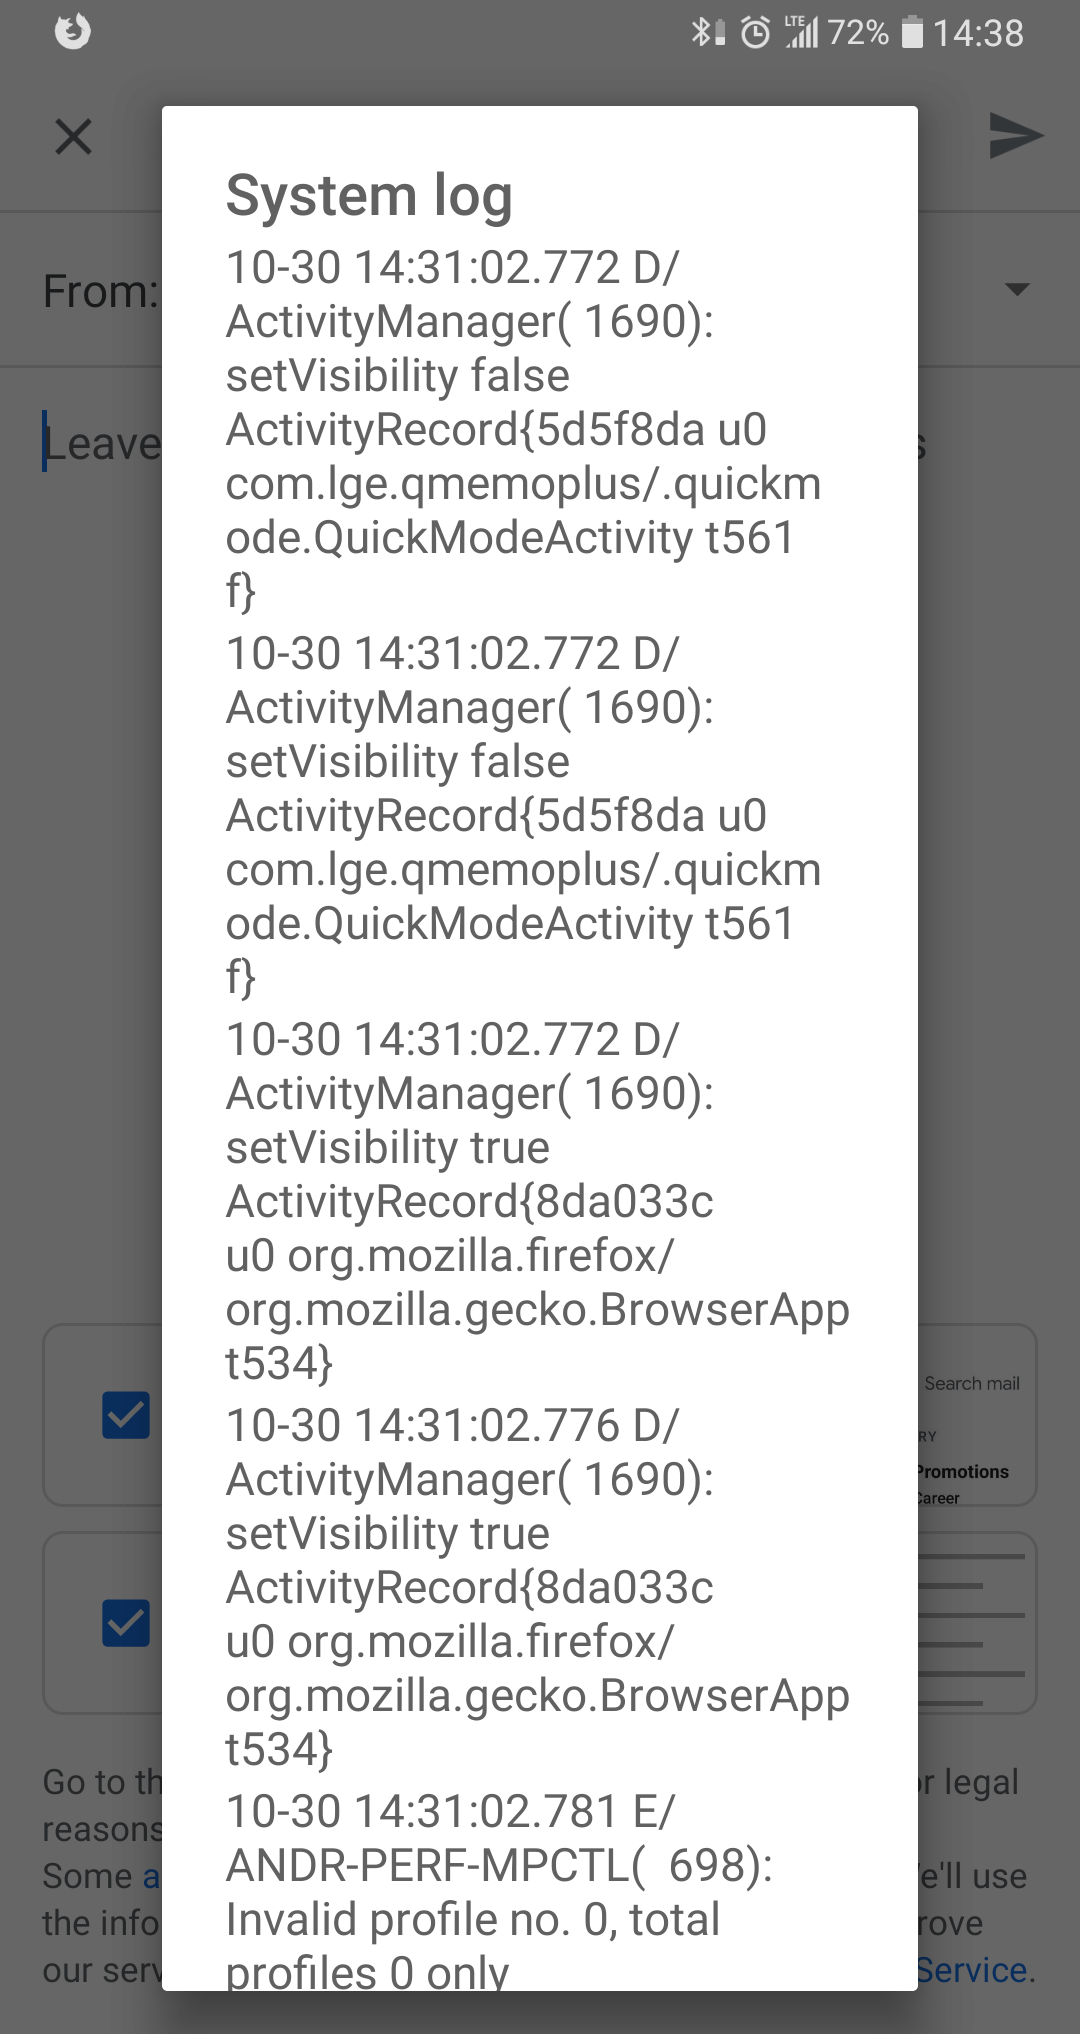 LTE 72% 14:38
System log
10-30 14:31:02.772 D/
ActivityManager( 1690):
setVisibility false
ActivityRecord{5d5f8da u0
com.lge.qmemoplus/.quickm
ode.QuickModeActivity t561
f}
10-30 14:31:02.772 D/
ActivityManager( 1690):
setVisibility false
ActivityRecord{5d5f8da u0
com.lge.qmemoplus/.quickm
ode.QuickModeActivity t561
f}
10-30 14:31:02.772 D/
ActivityManager( 1690):
setVisibility true
ActivityRecord{8da033c
u0 org.mozilla.firefox/
org.mozilla.gecko.BrowserApp
t534}
10-30 14:31:02.776 D/
ActivityManager( 1690):
setVisibility true
ActivityRecord{8da033c
u0 org.mozilla.firefox/
org.mozilla.gecko.BrowserApp
t534}
10-30 14:31:02.781 E/
ANDR-PERF-MPCTL(  698):
Invalid profile no. 0, total
profiles 0 only
From:
Leave
Search mail
Promotions
Career
Go to legal
reasons
Some use
the
our Service.